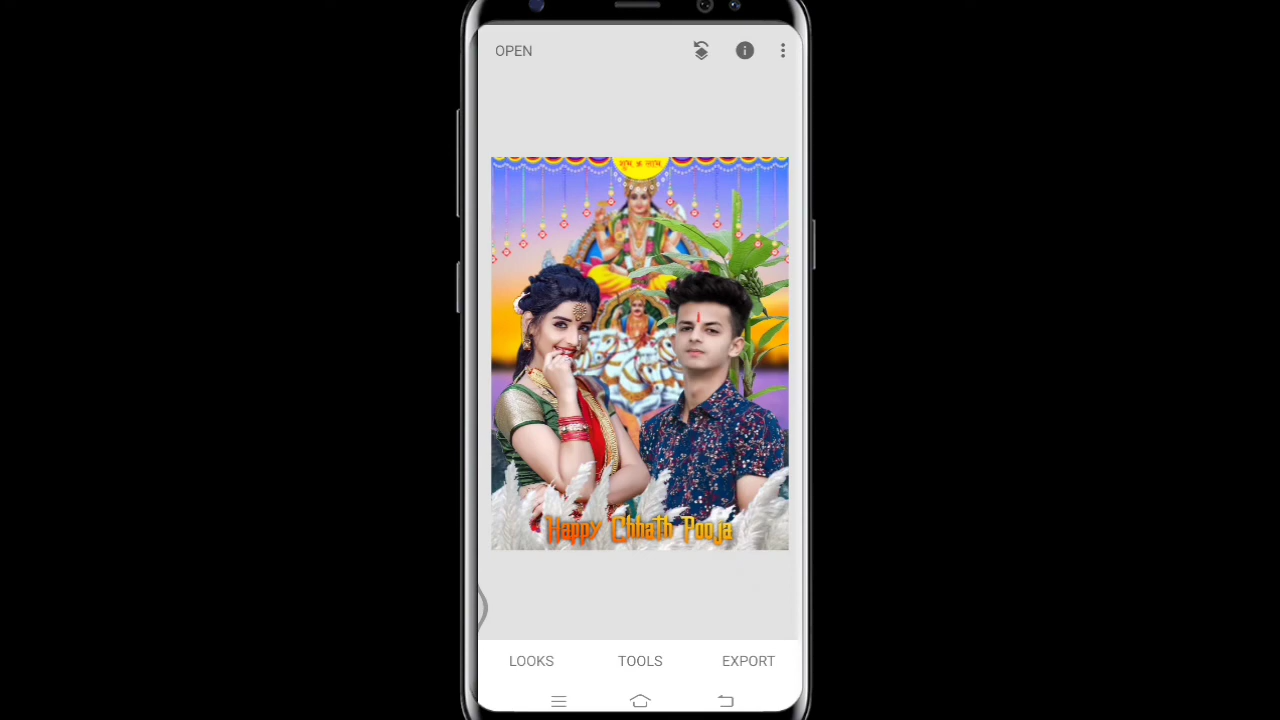 OPEN
शुभ लाभ
Happy Chhath Pooja
LOOKS
TOOLS
EXPORT